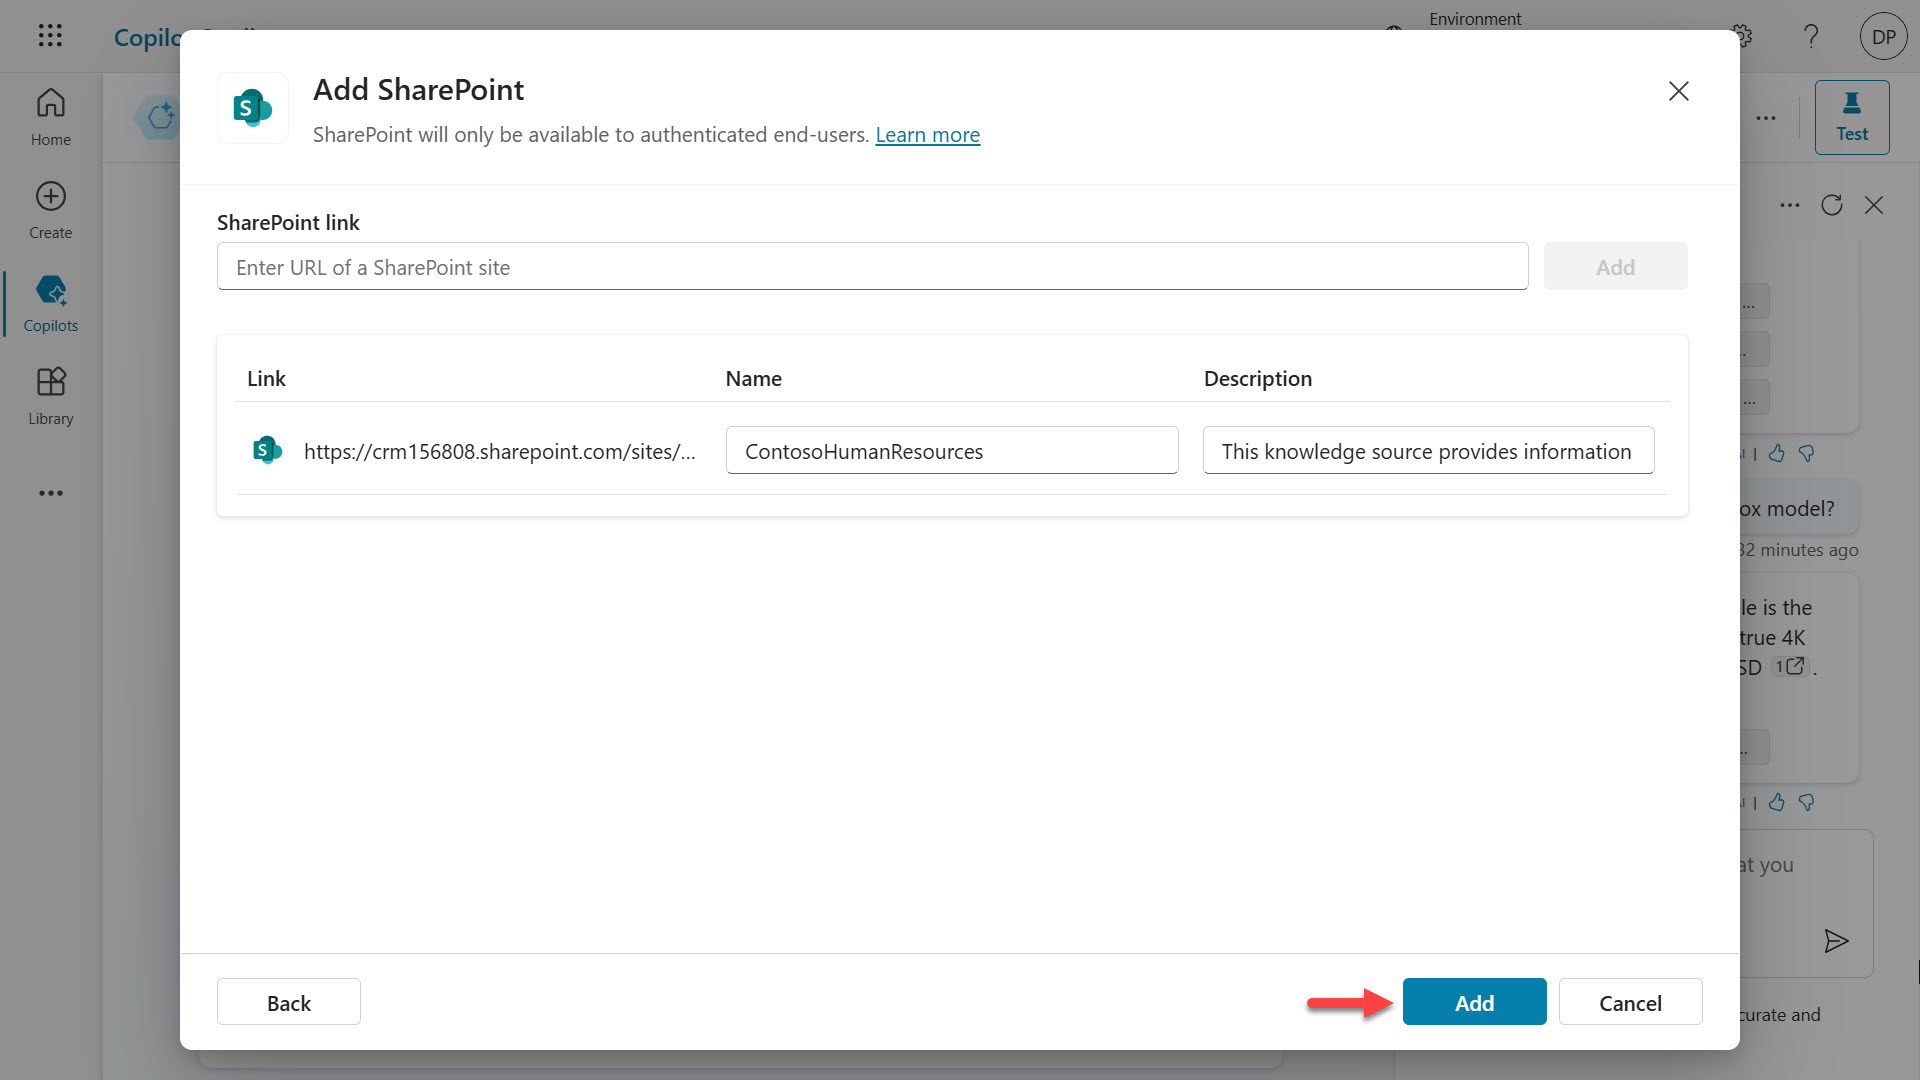 Environment
Copilo
DP
Add SharePoint
SharePoint will only be available to authenticated end-users. Learn more
Home
Test
Create
SharePoint link
Enter URL of a SharePoint site
Add
Copilots
...
...
Link
Name
Description
...
Library
https://crm156808.sharepoint.com/sites/...
ContosoHumanResources
This knowledge source provides information
ox model?
32 minutes ago
le is the
true 4K
SD 1.
...
at you
Back
Add
Cancel
curate and